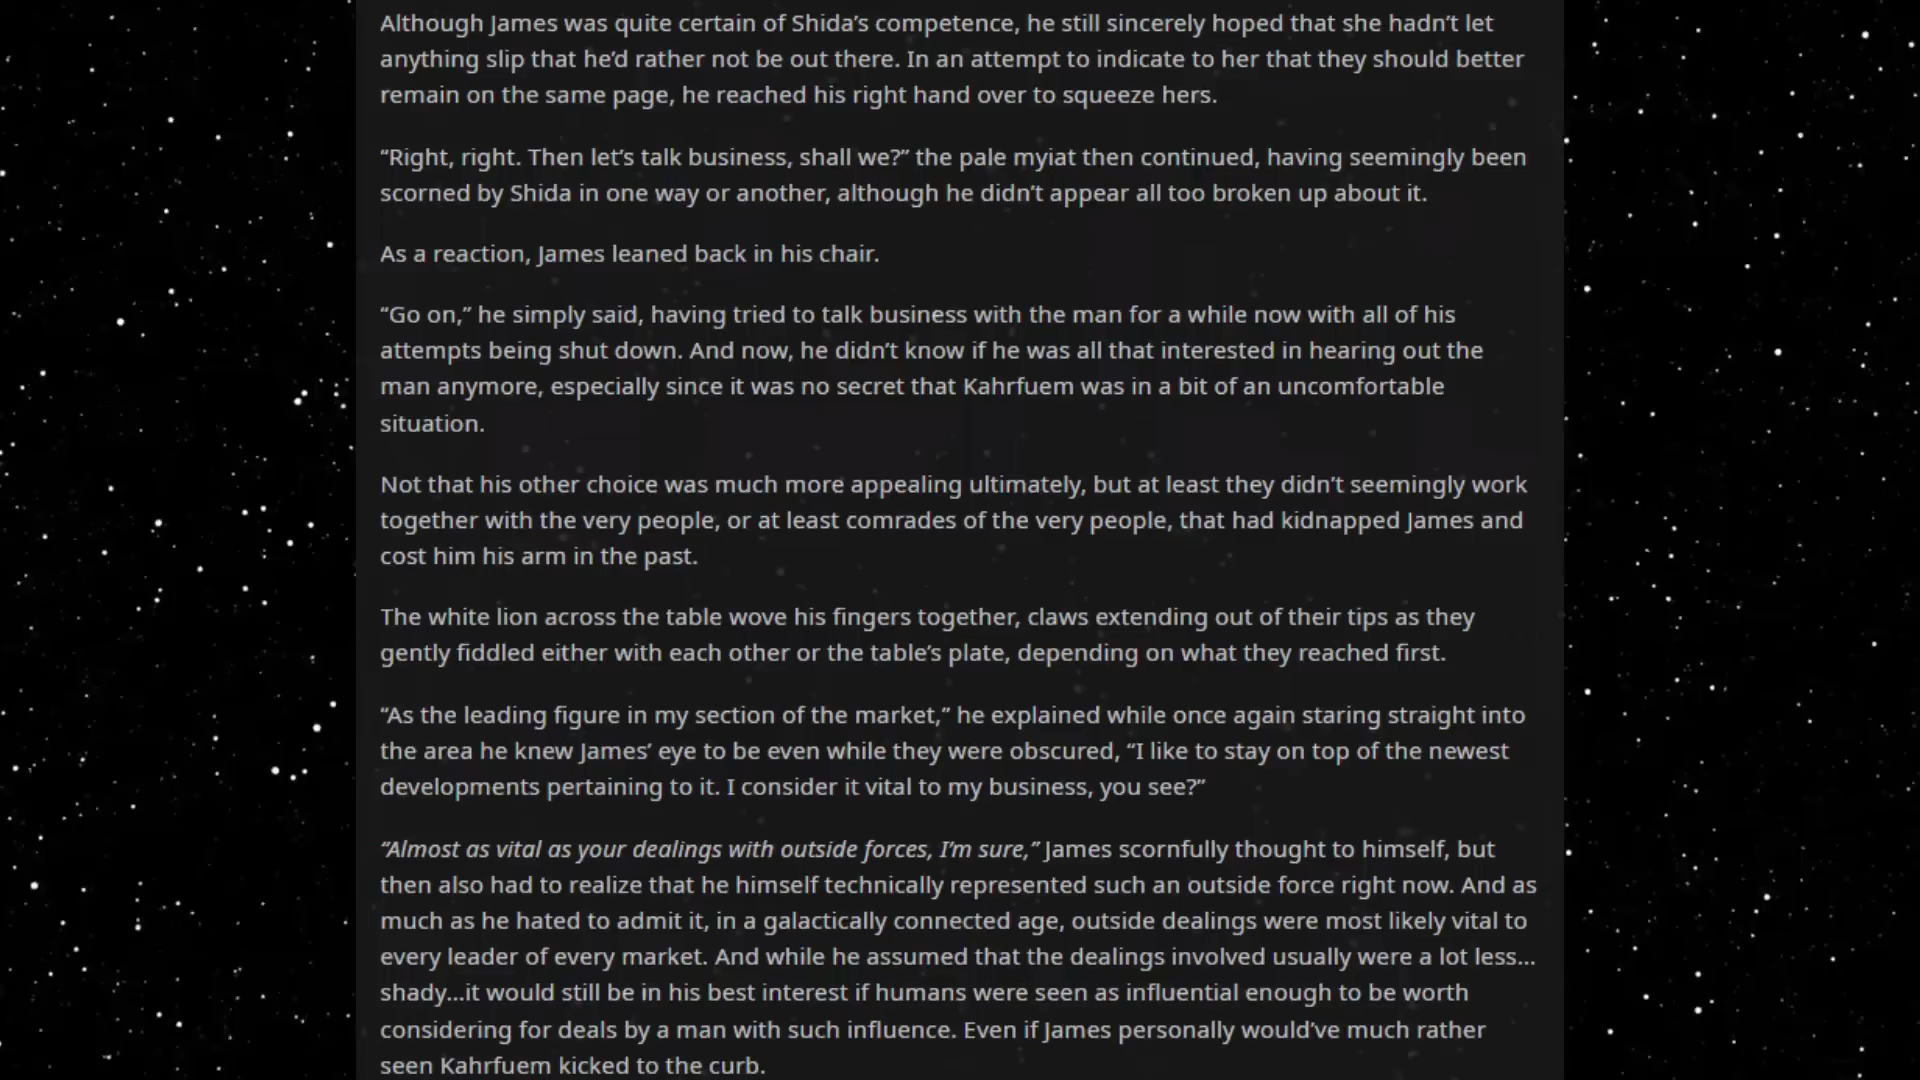 Although James was quite certain of Shida’s competence, he still sincerely hoped that she hadn’t let
anything slip that he’d rather not be out there. In an attempt to indicate to her that they should better
remain on the same page, he reached his right hand over to squeeze hers.
“Right, right. Then let’s talk business, shall we?” the pale myiat then continued, having seemingly been
scorned by Shida in one way or another, although he didn’t appear all too broken up about it.
As a reaction, James leaned back in his chair.
“Go on,” he simply said, having tried to talk business with the man for a while now with all of his
attempts being shut down. And now, he didn’t know if he was all that interested in hearing out the
man anymore, especially since it was no secret that Kahrfuem was in a bit of an uncomfortable
situation.
Not that his other choice was much more appealing ultimately, but at least they didn’t seemingly work
together with the very people, or at least comrades of the very people, that had kidnapped James and
cost him his arm in the past.
The white lion across the table wove his fingers together, claws extending out of their tips as they
gently fiddled either with each other or the table’s plate, depending on what they reached first.
“As the leading figure in my section of the market,” he explained while once again staring straight into
the area he knew James’ eye to be even while they were obscured, “I like to stay on top of the newest
developments pertaining to it. I consider it vital to my business, you see?”
“Almost as vital as your dealings with outside forces, I’m sure,” James scornfully thought to himself, but
then also had to realize that he himself technically represented such an outside force right now. And as
much as he hated to admit it, in a galactically connected age, outside dealings were most likely vital to
every leader of every market. And while he assumed that the dealings involved usually were a lot less…
shady…it would still be in his best interest if humans were seen as influential enough to be worth
considering for deals by a man with such influence. Even if James personally would’ve much rather
seen Kahrfuem kicked to the curb.